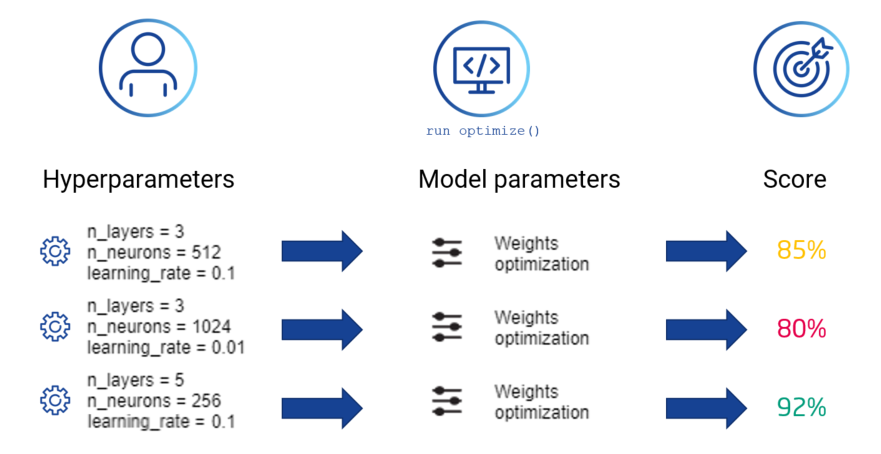 </>
run optimize()
Hyperparameters
Model parameters
Score
n_layers = 3
n_neurons = 512
learning_rate = 0.1
Weights
optimization
85%
n_layers = 3
n_neurons = 1024
learning_rate = 0.01
Weights
optimization
80%
n_layers = 5
n_neurons = 256
learning_rate = 0.1
Weights
optimization
92%